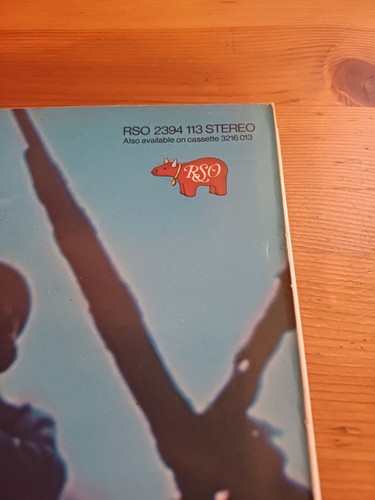 RSO 2394 113 STEREO
Also available on cassette 3216 013
RSO